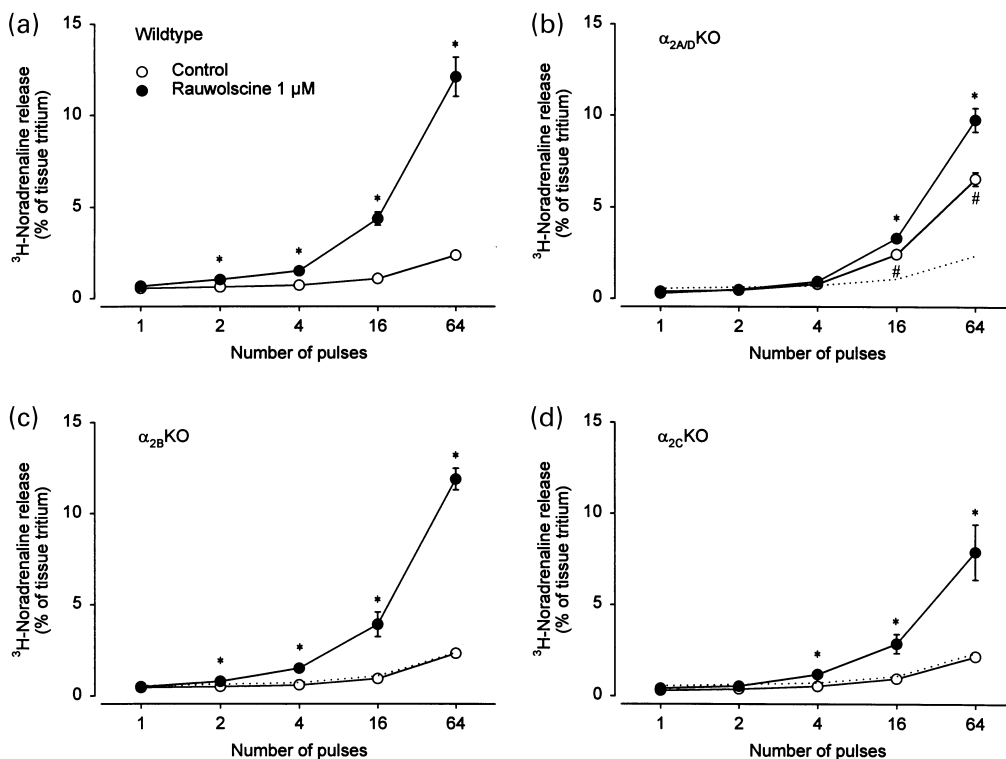 (a)
Wildtype
Control
Rauwolscine 1 µM
³H-Noradrenaline release
(% of tissue tritium)
15
10
5
0
*
*
*
*
1 2 4 16 64
Number of pulses
(b)
α2A/DKO
³H-Noradrenaline release
(% of tissue tritium)
15
10
5
0
*
*
#
#
1 2 4 16 64
Number of pulses
(c)
α2BKO
³H-Noradrenaline release
(% of tissue tritium)
15
10
5
0
*
*
*
*
1 2 4 16 64
Number of pulses
(d)
α2CKO
³H-Noradrenaline release
(% of tissue tritium)
15
10
5
0
*
*
*
1 2 4 16 64
Number of pulses